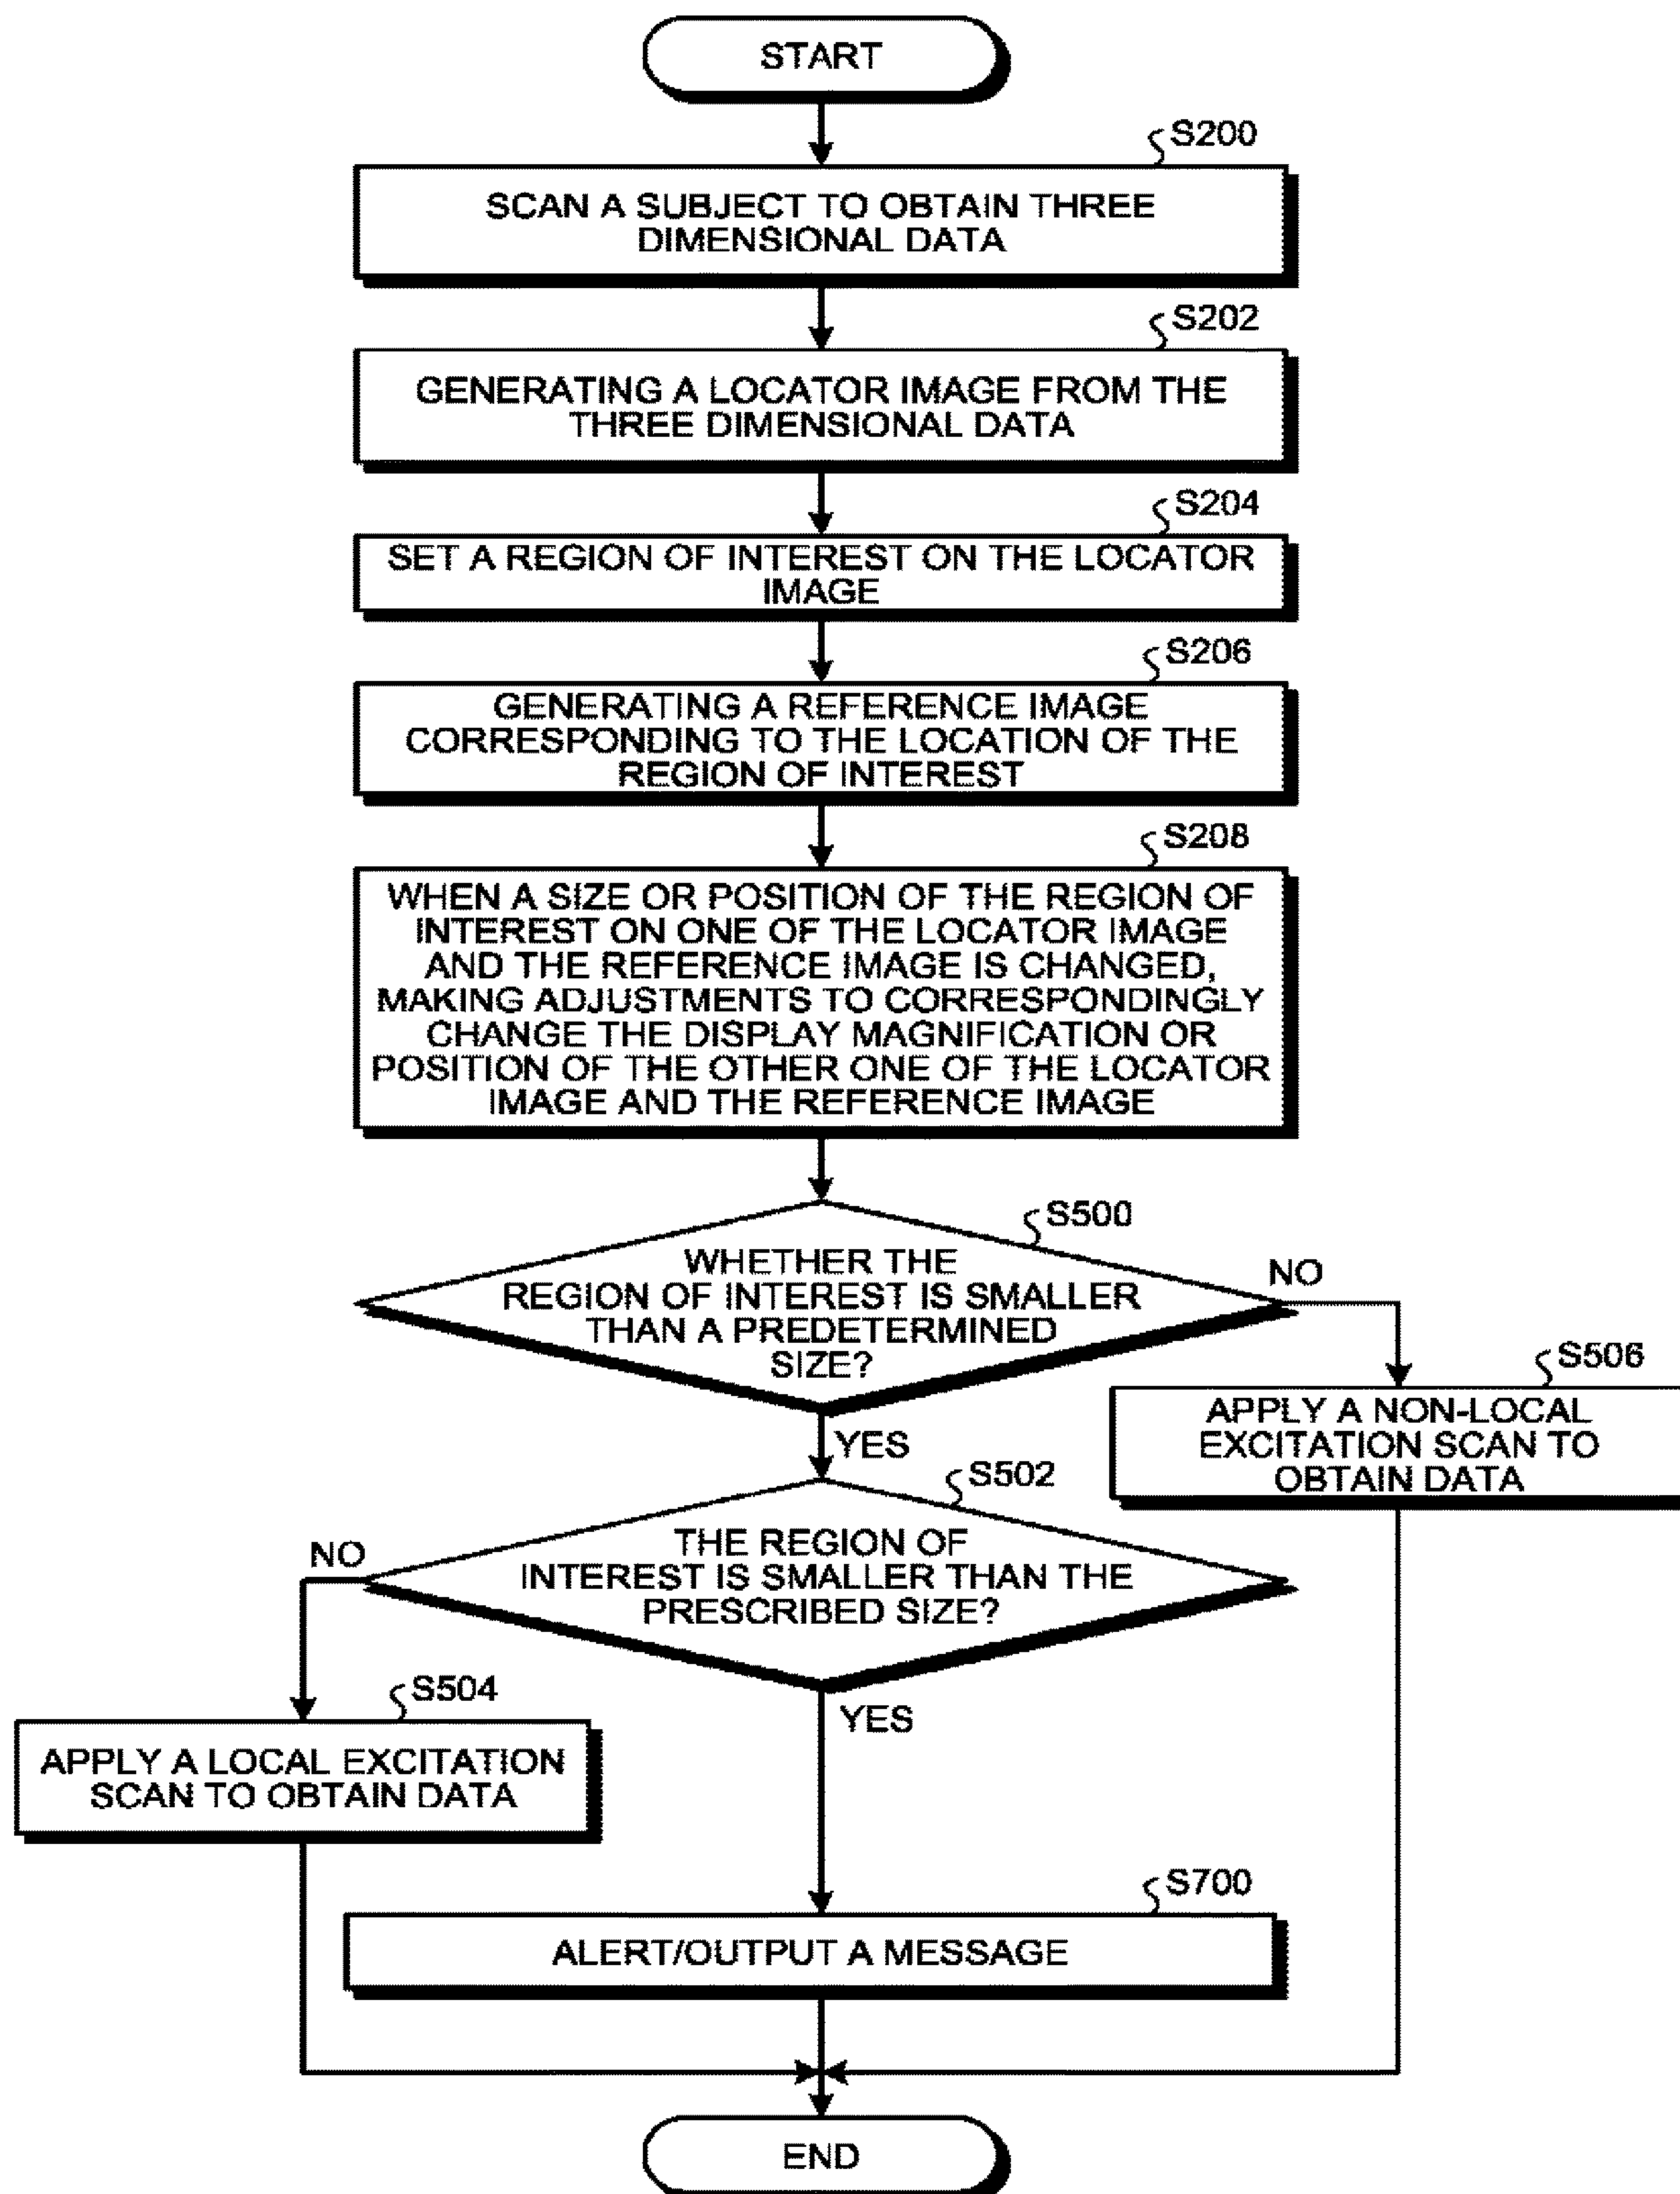 START
S200
SCAN A SUBJECT TO OBTAIN THREE
DIMENSIONAL DATA
S202
GENERATING A LOCATOR IMAGE FROM THE
THREE DIMENSIONAL DATA
S204
SET A REGION OF INTEREST ON THE LOCATOR
IMAGE
S206
GENERATING A REFERENCE IMAGE
CORRESPONDING TO THE LOCATION OF THE
REGION OF INTEREST
S208
WHEN A SIZE OR POSITION OF THE REGION OF
INTEREST ON ONE OF THE LOCATOR IMAGE
AND THE REFERENCE IMAGE IS CHANGED,
MAKING ADJUSTMENTS TO CORRESPONDINGLY
CHANGE THE DISPLAY MAGNIFICATION OR
POSITION OF THE OTHER ONE OF THE LOCATOR
IMAGE AND THE REFERENCE IMAGE
S500
WHETHER THE
REGION OF INTEREST IS SMALLER
THAN A PREDETERMINED
SIZE?
NO
S506
APPLY A NON-LOCAL
EXCITATION SCAN TO
OBTAIN DATA
YES
S502
THE REGION OF
INTEREST IS SMALLER THAN THE
PRESCRIBED SIZE?
NO
S504
APPLY A LOCAL EXCITATION
SCAN TO OBTAIN DATA
YES
S700
ALERT/OUTPUT A MESSAGE
END